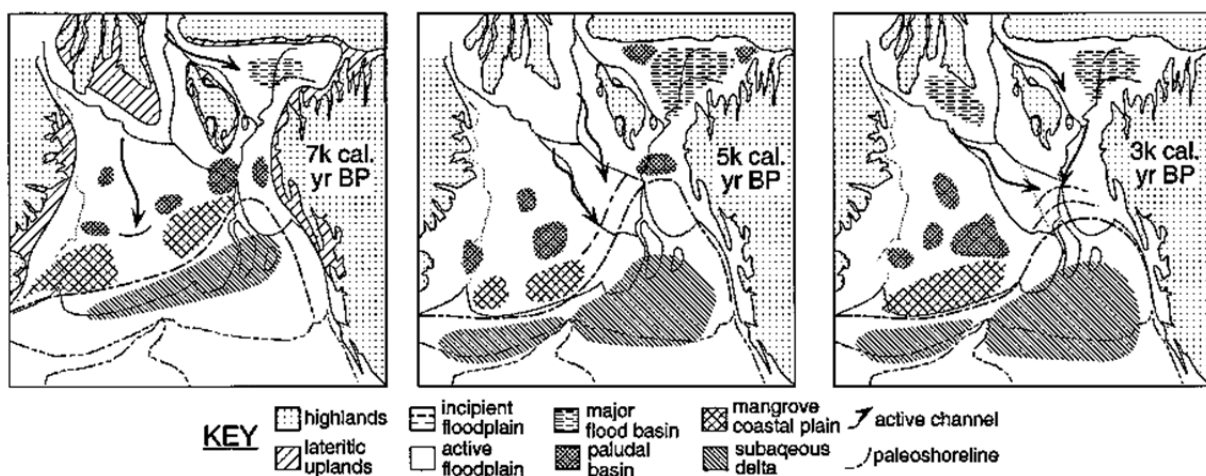 7k cal.
yr BP
5k cal.
yr BP
3k cal.
yr BP
KEY
highlands
lateritic
uplands
incipient
floodplain
active
floodplain
major
flood basin
paludal
basin
mangrove
coastal plain
subaqeous
delta
active channel
paleoshoreline